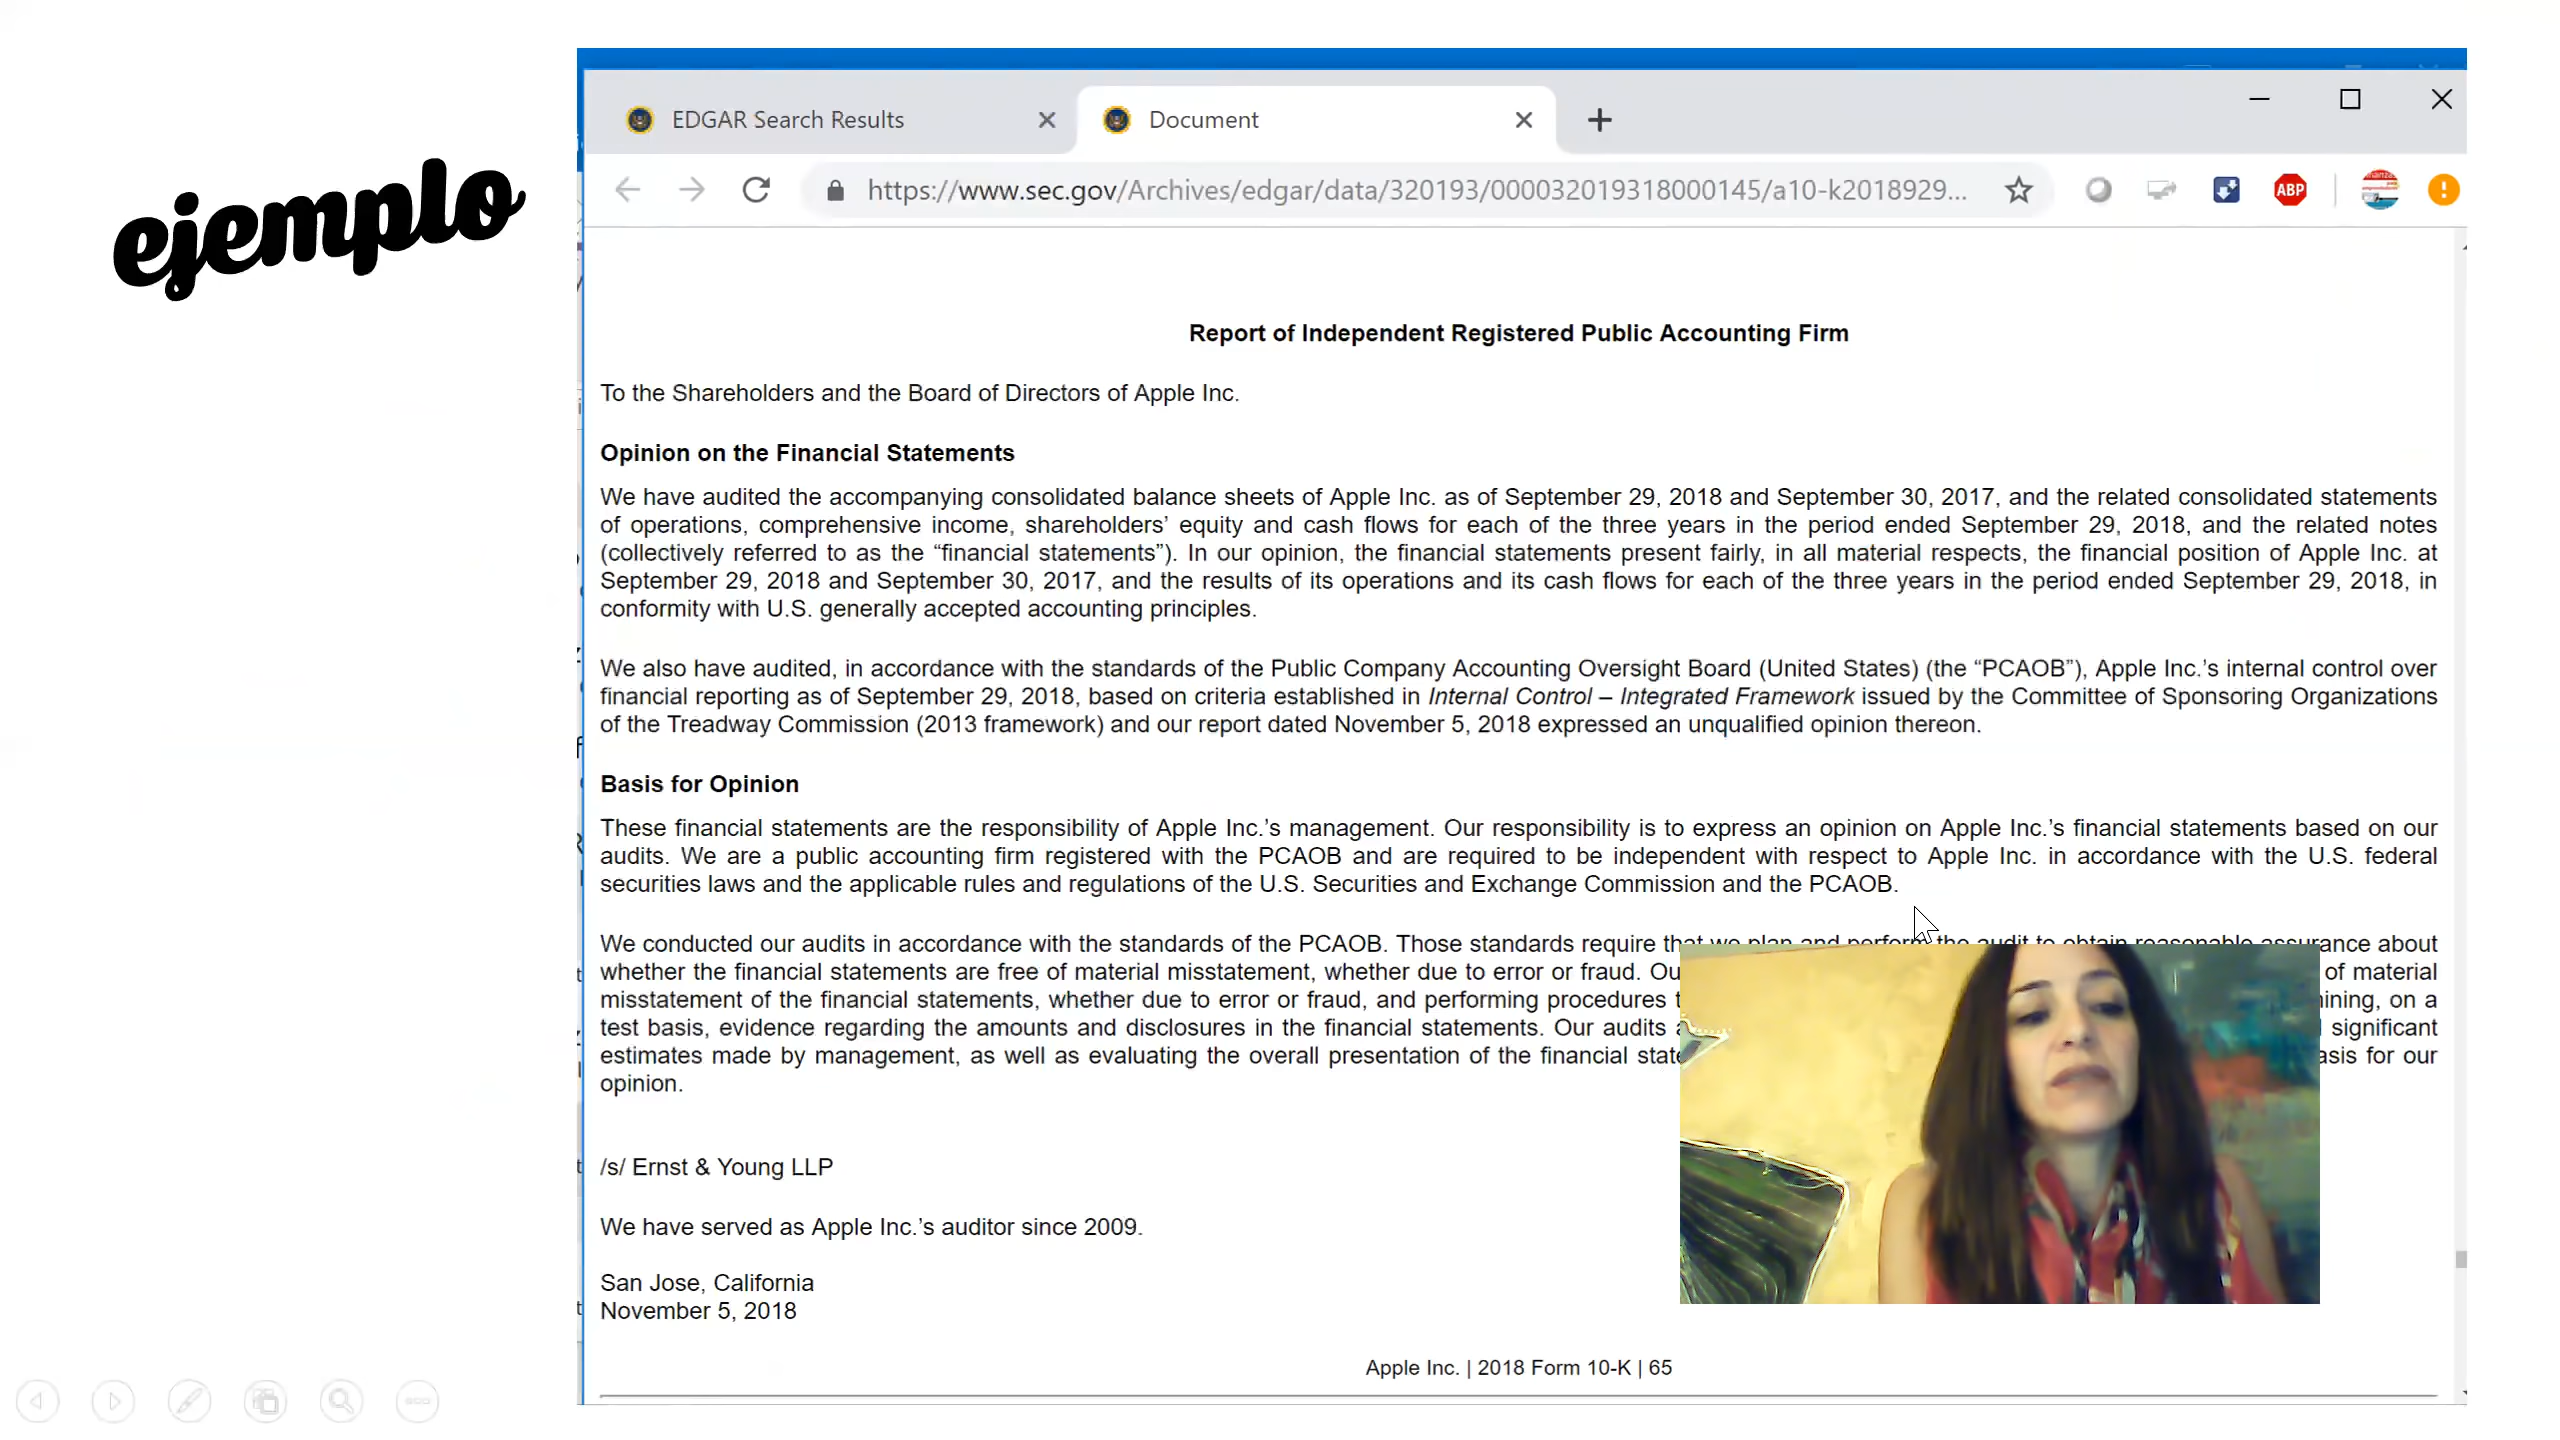 ejemplo
EDGAR Search Results
Document
https://www.sec.gov/Archives/edgar/data/320193/000032019318000145/a10-k2018929...
ABP
Report of Independent Registered Public Accounting Firm
To the Shareholders and the Board of Directors of Apple Inc.
Opinion on the Financial Statements
We have audited the accompanying consolidated balance sheets of Apple Inc. as of September 29, 2018 and September 30, 2017, and the related consolidated statements
of operations, comprehensive income, shareholders’ equity and cash flows for each of the three years in the period ended September 29, 2018, and the related notes
(collectively referred to as the “financial statements”). In our opinion, the financial statements present fairly, in all material respects, the financial position of Apple Inc. at
September 29, 2018 and September 30, 2017, and the results of its operations and its cash flows for each of the three years in the period ended September 29, 2018, in
conformity with U.S. generally accepted accounting principles.
We also have audited, in accordance with the standards of the Public Company Accounting Oversight Board (United States) (the “PCAOB”), Apple Inc.’s internal control over
financial reporting as of September 29, 2018, based on criteria established in Internal Control – Integrated Framework issued by the Committee of Sponsoring Organizations
of the Treadway Commission (2013 framework) and our report dated November 5, 2018 expressed an unqualified opinion thereon.
Basis for Opinion
These financial statements are the responsibility of Apple Inc.’s management. Our responsibility is to express an opinion on Apple Inc.’s financial statements based on our
audits. We are a public accounting firm registered with the PCAOB and are required to be independent with respect to Apple Inc. in accordance with the U.S. federal
securities laws and the applicable rules and regulations of the U.S. Securities and Exchange Commission and the PCAOB.
We conducted our audits in accordance with the standards of the PCAOB. Those standards require that we plan and perform the audit to obtain reasonable assurance about
whether the financial statements are free of material misstatement, whether due to error or fraud. of material
misstatement of the financial statements, whether due to error or fraud, and performing procedures on a
test basis, evidence regarding the amounts and disclosures in the financial statements. Our audits significant
estimates made by management, as well as evaluating the overall presentation of the financial for our
opinion.
/s/ Ernst & Young LLP
We have served as Apple Inc.’s auditor since 2009.
San Jose, California
November 5, 2018
Apple Inc. | 2018 Form 10-K | 65